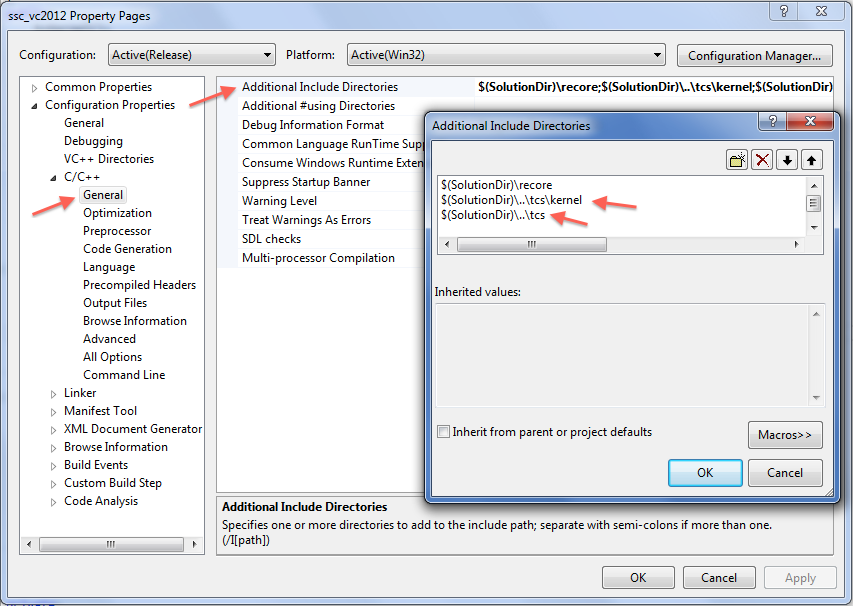 ssc_vc2012 Property Pages
Configuration: Active(Release) Platform: Active(Win32) Configuration Manager...
Common Properties
Configuration Properties
General
Debugging
VC++ Directories
C/C++
General
Optimization
Preprocessor
Code Generation
Language
Precompiled Headers
Output Files
Browse Information
Advanced
All Options
Command Line
Linker
Manifest Tool
XML Document Generator
Browse Information
Build Events
Custom Build Step
Code Analysis
Additional Include Directories $(SolutionDir)\recore;$(SolutionDir)\..\tcs\kernel;$(SolutionDir)
Additional #using Directories
Debug Information Format
Common Language RunTime Supp
Consume Windows Runtime Exten
Suppress Startup Banner
Warning Level
Treat Warnings As Errors
SDL checks
Multi-processor Compilation
Additional Include Directories
$(SolutionDir)\recore
$(SolutionDir)\..\tcs\kernel
$(SolutionDir)\..\tcs
Inherited values:
Inherit from parent or project defaults
Macros>>
OK Cancel
Additional Include Directories
Specifies one or more directories to add to the include path; separate with semi-colons if more than one.
(/I[path])
OK Cancel Apply